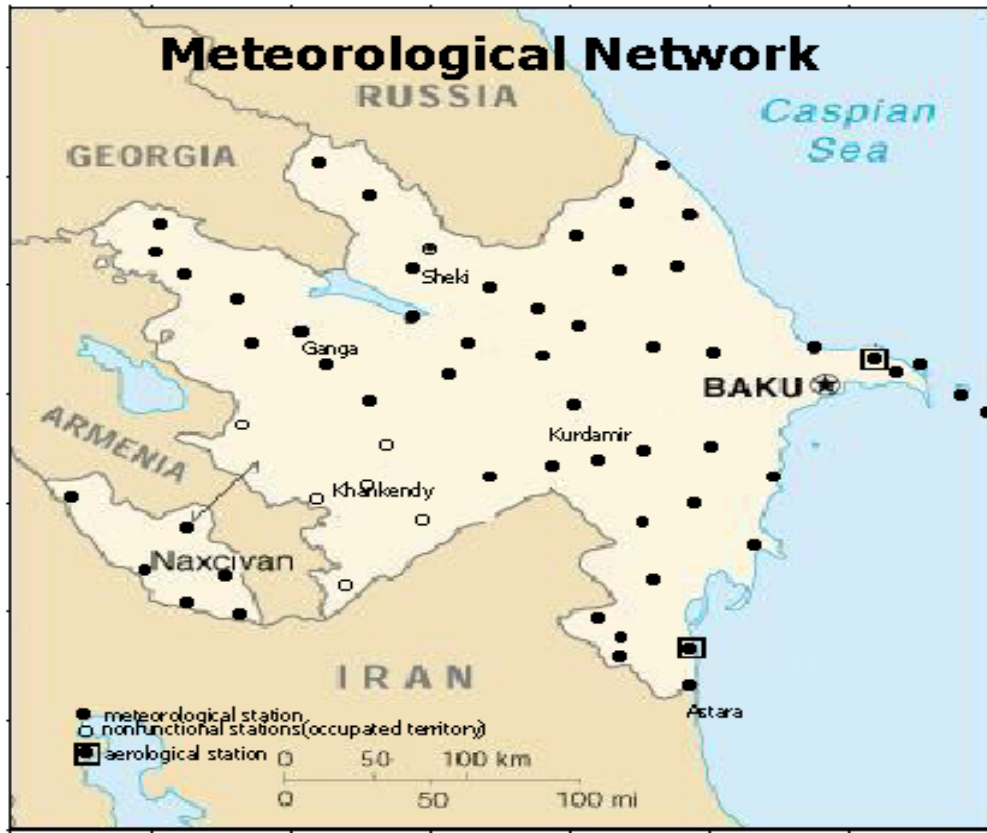 Meteorological Network
RUSSIA
Caspian
Sea
GEORGIA
Sheki
Ganga
BAKU
ARMENIA
Kurdamir
Khankendy
Naxcivan
IRAN
Astara
meteorological station
nonfunctional stations(occupated territory)
aerological station
0 50 100 km
0 50 100 mi